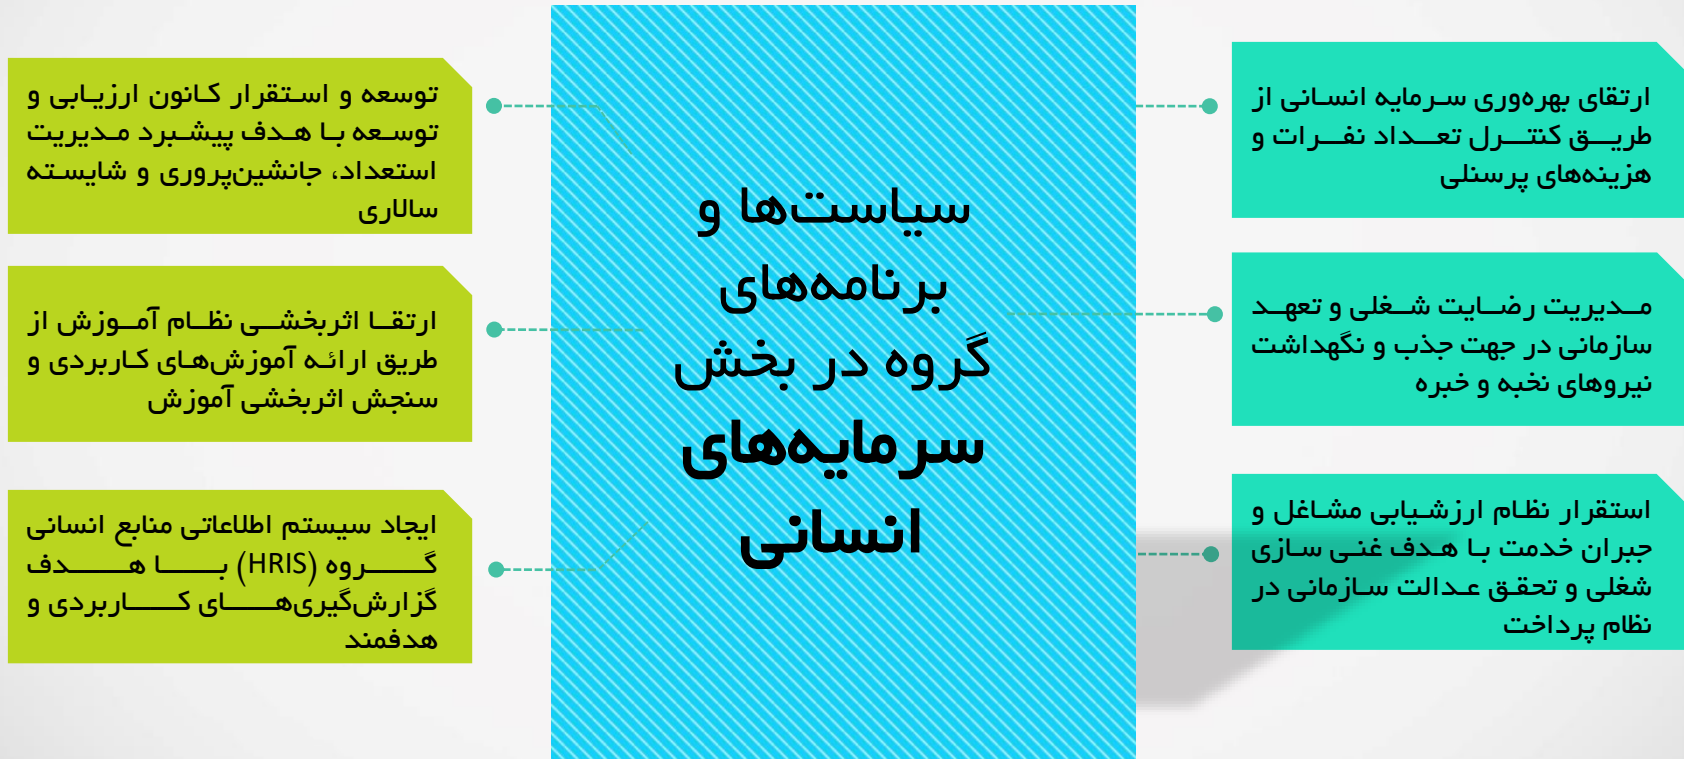 سیاست‌ها و
برنامه‌های
گروه در بخش
سرمایه‌های
انسانی
ارتقای بهره‌وری سرمایه انسانی از
طریق کنترل تعداد نفرات و
هزینه‌های پرسنلی
مدیریت رضایت شغلی و تعهد
سازمانی در جهت جذب و نگهداشت
نیروهای نخبه و خبره
استقرار نظام ارزشیابی مشاغل و
جبران خدمت با هدف غنی سازی
شغلی و تحقق عدالت سازمانی در
نظام پرداخت
توسعه و استقرار کانون ارزیابی و
توسعه با هدف پیشبرد مدیریت
استعداد، جانشین‌پروری و شایسته
سالاری
ارتقا اثربخشی نظام آموزش از
طریق ارائه آموزش‌های کاربردی و
سنجش اثربخشی آموزش
ایجاد سیستم اطلاعاتی منابع انسانی
گروه (HRIS) با هدف
گزارش‌گیری‌های کاربردی و
هدفمند